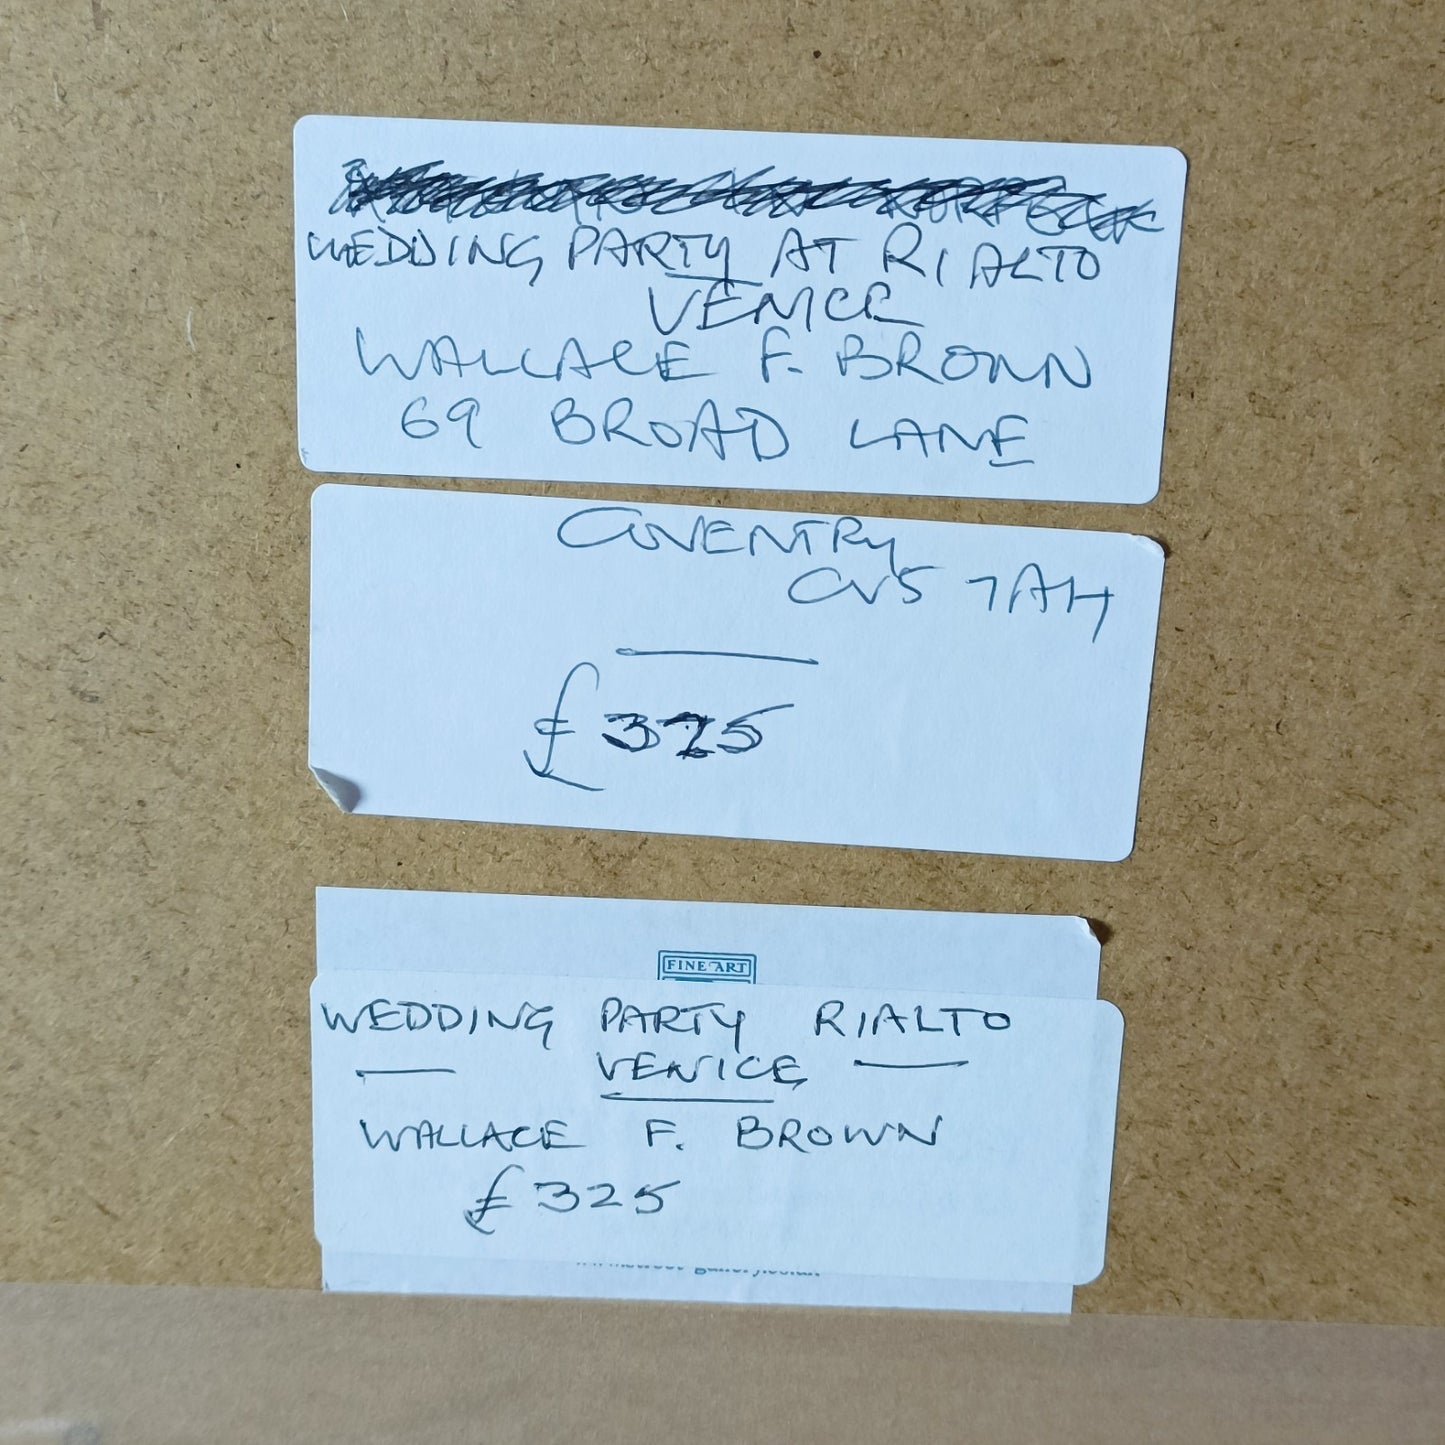 WEDDING PARTY AT RIALTO
VENICE
WALLACE F. BROWN
69 BROAD LANE
COVENTRY
CV5 7AH
£325
FINE ART
WEDDING PARTY RIALTO
VENICE
WALLACE F. BROWN
£325